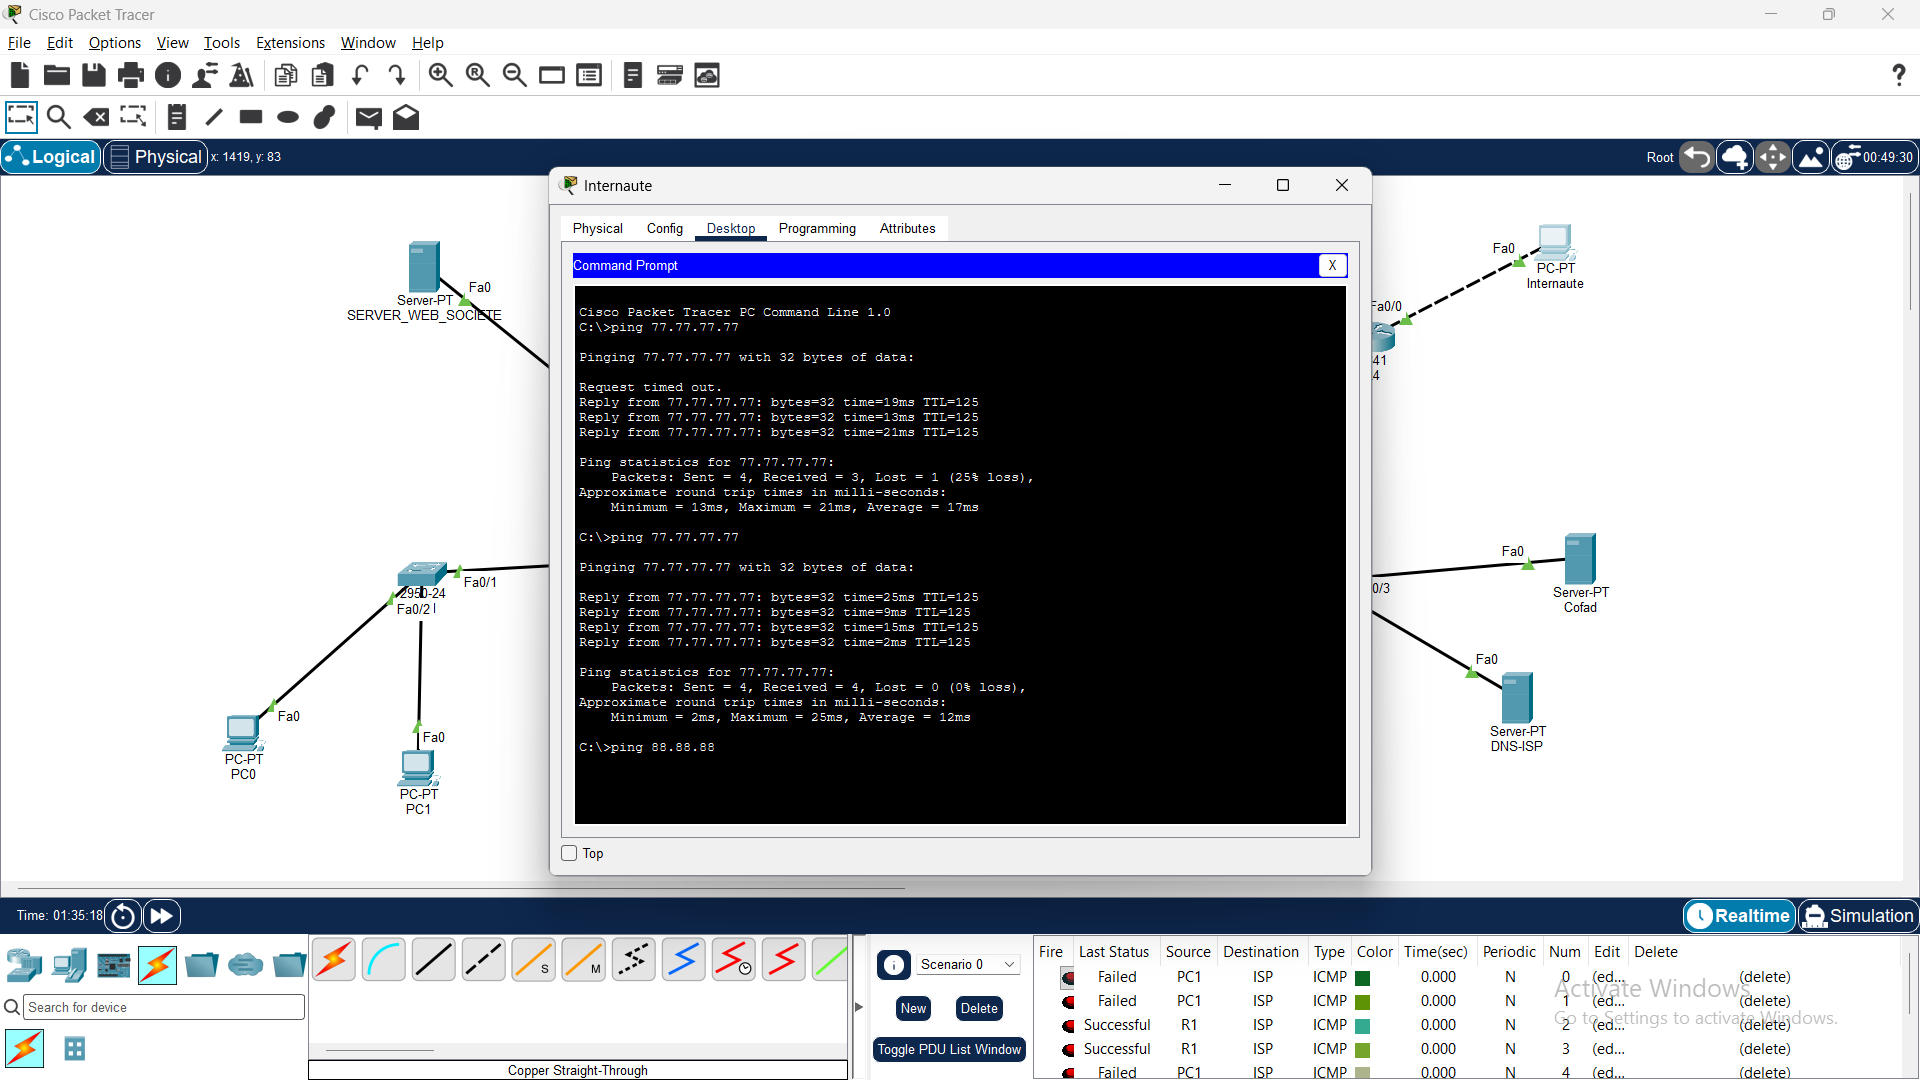 Cisco Packet Tracer
File Edit Options View Tools Extensions Window Help
Logical Physical x: 1419, y: 83 Root 00:49:30
Internaute
Physical Config Desktop Programming Attributes
Command Prompt X
Cisco Packet Tracer PC Command Line 1.0
C:\>ping 77.77.77.77
Pinging 77.77.77.77 with 32 bytes of data:
Request timed out.
Reply from 77.77.77.77: bytes=32 time=19ms TTL=125
Reply from 77.77.77.77: bytes=32 time=13ms TTL=125
Reply from 77.77.77.77: bytes=32 time=21ms TTL=125
Ping statistics for 77.77.77.77:
Packets: Sent = 4, Received = 3, Lost = 1 (25% loss),
Approximate round trip times in milli-seconds:
Minimum = 13ms, Maximum = 21ms, Average = 17ms
C:\>ping 77.77.77.77
Pinging 77.77.77.77 with 32 bytes of data:
Reply from 77.77.77.77: bytes=32 time=25ms TTL=125
Reply from 77.77.77.77: bytes=32 time=9ms TTL=125
Reply from 77.77.77.77: bytes=32 time=15ms TTL=125
Reply from 77.77.77.77: bytes=32 time=2ms TTL=125
Ping statistics for 77.77.77.77:
Packets: Sent = 4, Received = 4, Lost = 0 (0% loss),
Approximate round trip times in milli-seconds:
Minimum = 2ms, Maximum = 25ms, Average = 12ms
C:\>ping 88.88.88
Top
Fa0
Server-PT
SERVER_WEB_SOCIETE
Fa0/1
2950-24
Fa0/2
Fa0
PC-PT
PC0
Fa0
PC-PT
PC1
Fa0
PC-PT
Internaute
Fa0/0
41
4
Fa0
0/3
Server-PT
Cofad
Fa0
Server-PT
DNS-ISP
Time: 01:35:18 Realtime Simulation
Search for device
S M
Copper Straight-Through
Scenario 0
New Delete
Toggle PDU List Window
Fire Last Status Source Destination Type Color Time(sec) Periodic Num Edit Delete
Failed PC1 ISP ICMP 0.000 N 0 (ed... (delete)
Failed PC1 ISP ICMP 0.000 N 1 (ed... (delete)
Successful R1 ISP ICMP 0.000 N 2 (ed... (delete)
Successful R1 ISP ICMP 0.000 N 3 (ed... (delete)
Failed PC1 ISP ICMP 0.000 N 4 (ed... (delete)
Activate Windows
Go to Settings to activate Windows.